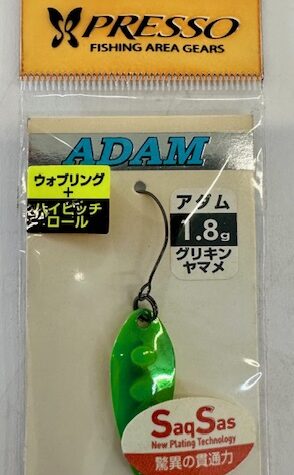 PRESSO
FISHING AREA GEARS
ADAM
ウォブリング
+
ハイピッチ
ロール
アダム
1.8g
グリキン
ヤマメ
SaqSas
New Plating Technology
驚異の貫通力